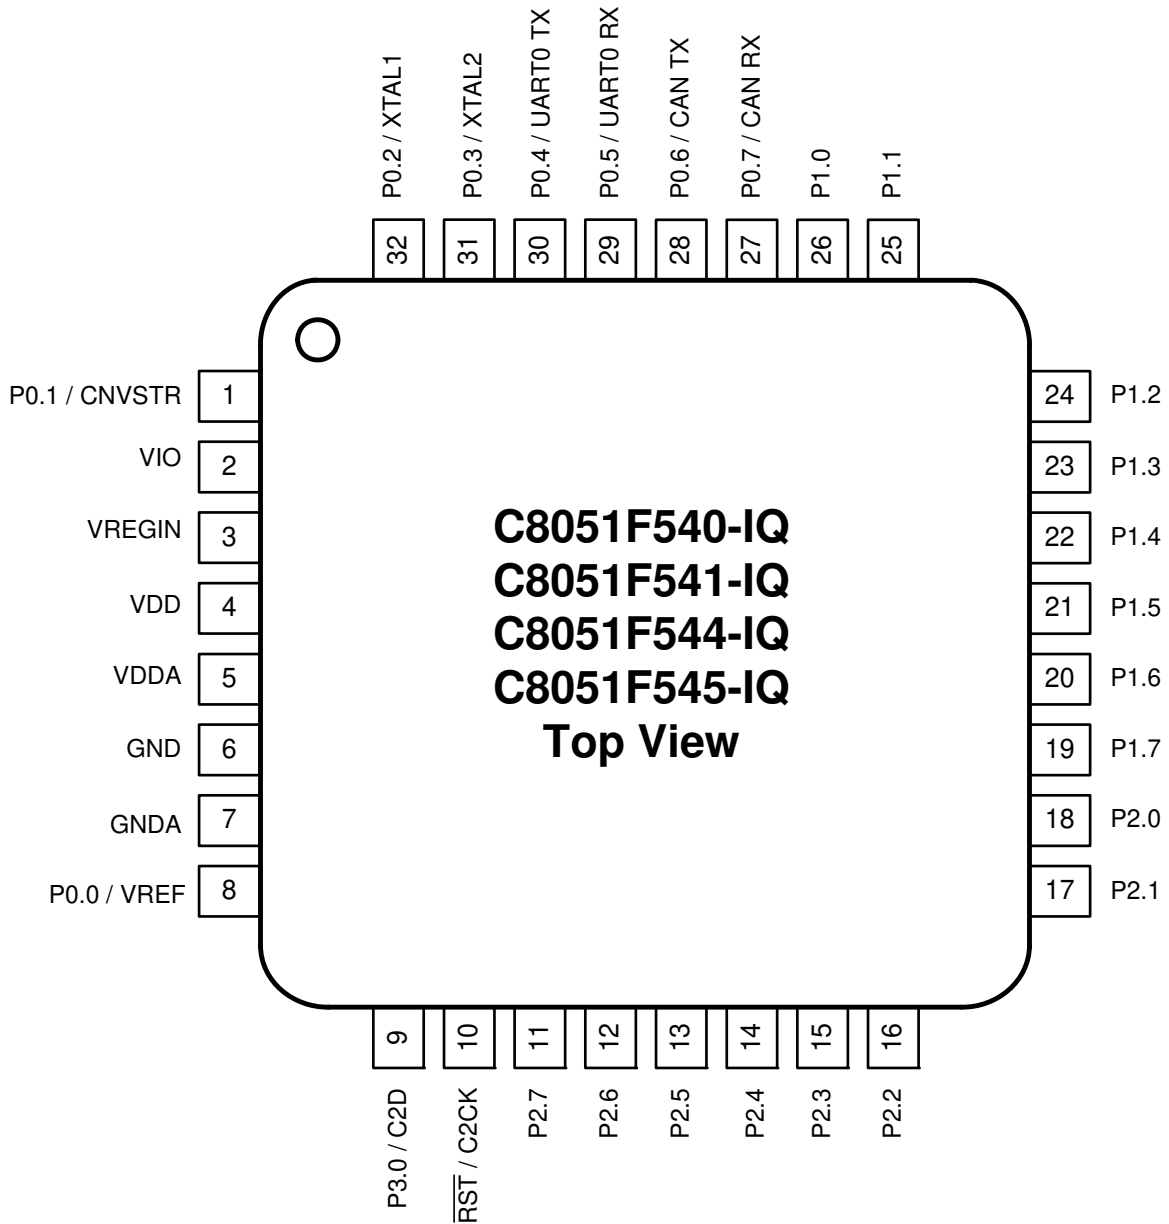 P0.2 / XTAL1
P0.3 / XTAL2
P0.4 / UART0 TX
P0.5 / UART0 RX
P0.6 / CAN TX
P0.7 / CAN RX
P1.0
P1.1
32
31
30
29
28
27
26
25
P0.1 / CNVSTR 1
VIO 2
VREGIN 3
VDD 4
VDDA 5
GND 6
GNDA 7
P0.0 / VREF 8
C8051F540-IQ
C8051F541-IQ
C8051F544-IQ
C8051F545-IQ
Top View
24 P1.2
23 P1.3
22 P1.4
21 P1.5
20 P1.6
19 P1.7
18 P2.0
17 P2.1
9
10
11
12
13
14
15
16
P3.0 / C2D
RST / C2CK
P2.7
P2.6
P2.5
P2.4
P2.3
P2.2